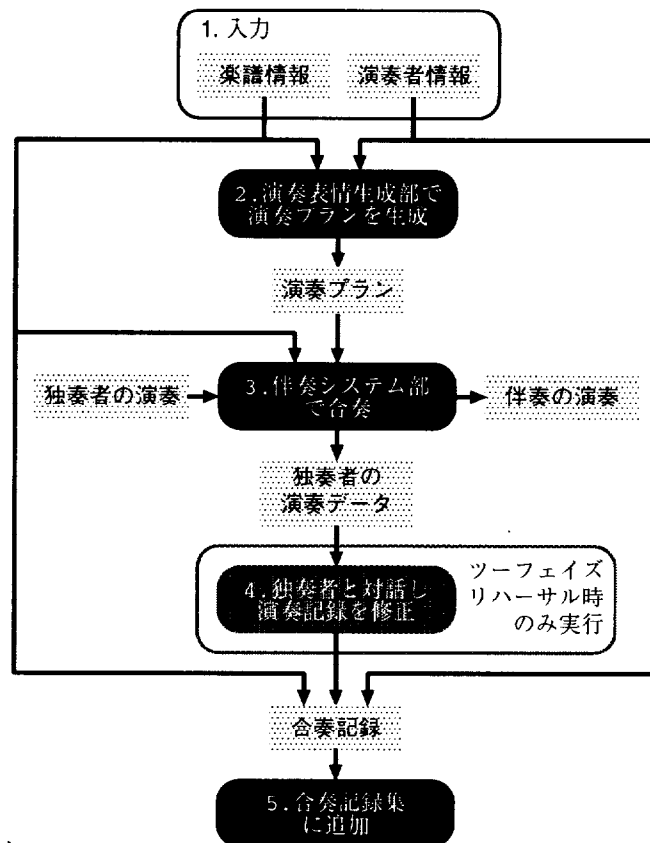 1. 入力
楽譜情報
演奏者情報
2.演奏表情生成部で
演奏プランを生成
演奏プラン
独奏者の演奏
3.伴奏システム部
で合奏
伴奏の演奏
独奏者の
演奏データ
4.独奏者と対話し
演奏記録を修正
ツーフェイズ
リハーサル時
のみ実行
合奏記録
5.合奏記録集
に追加